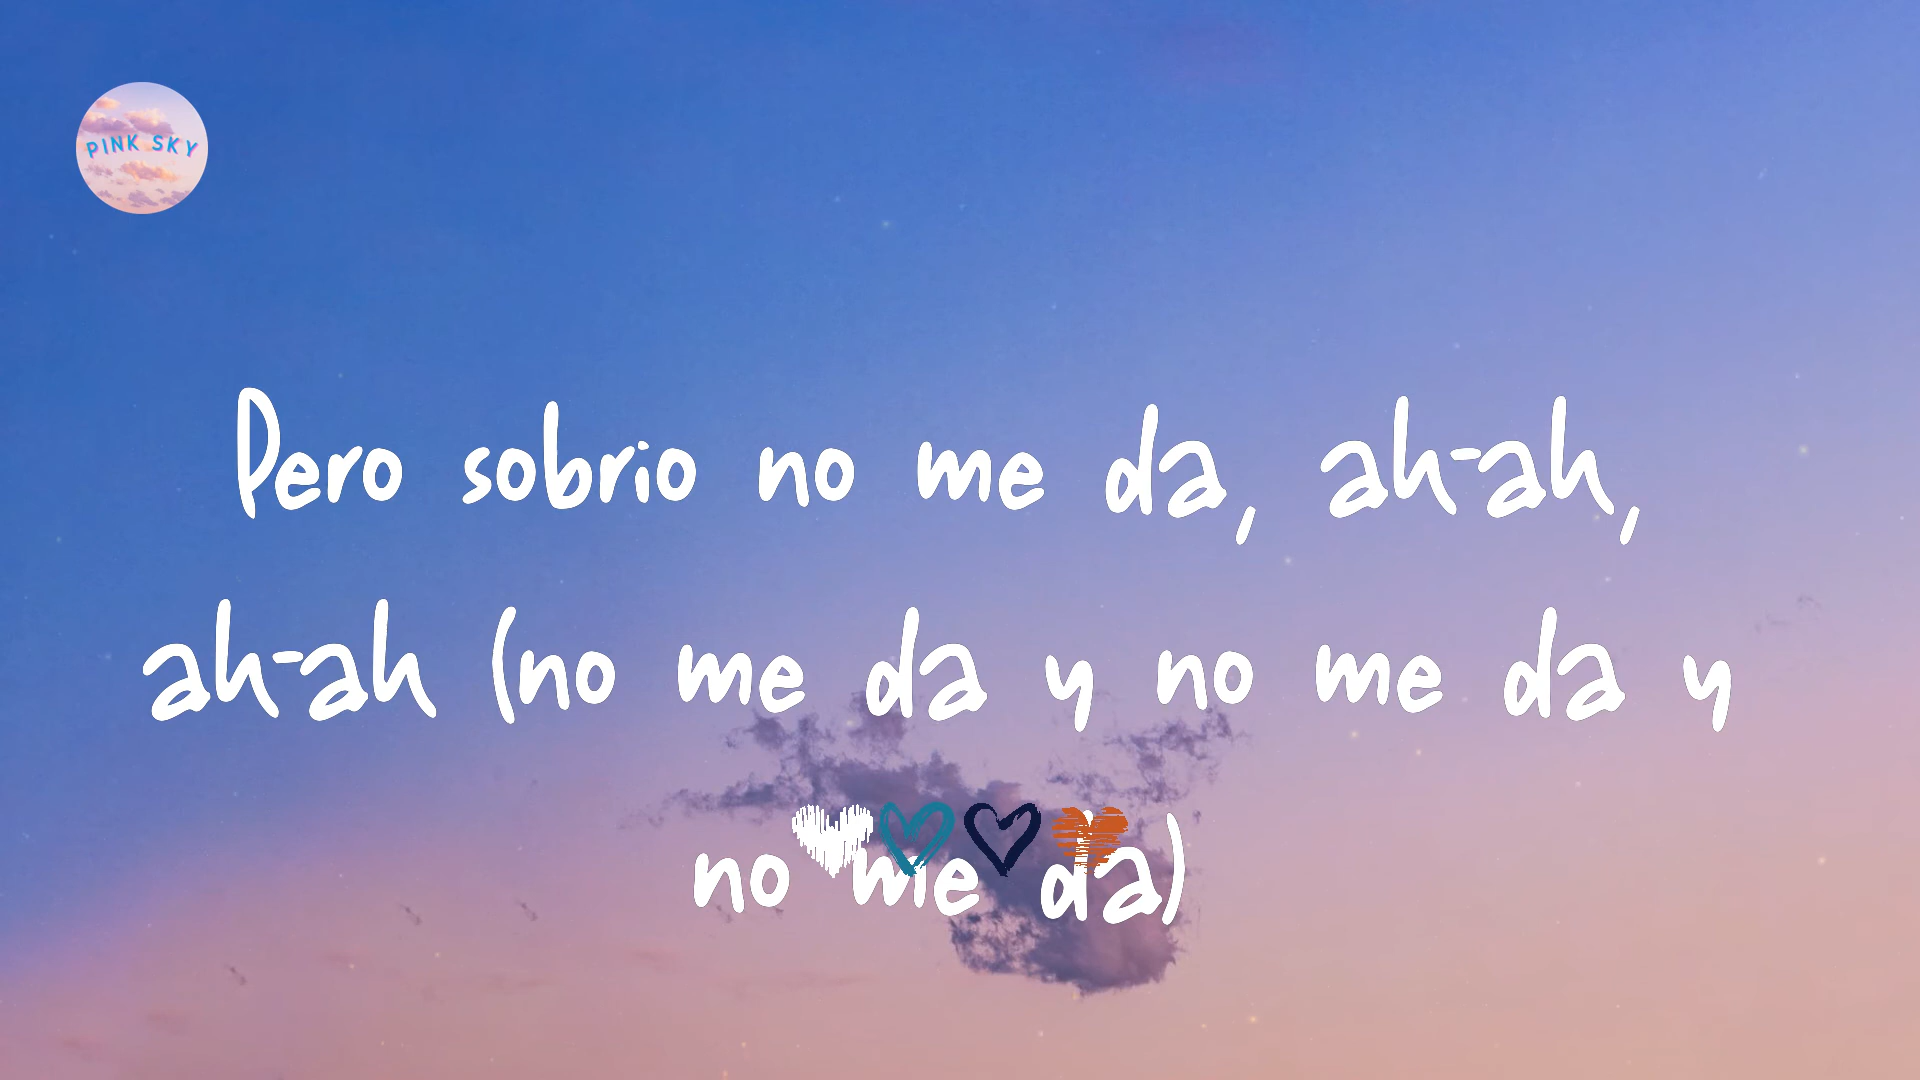 PINK SKY
Pero sobrio no me da, ah-ah,
ah-ah (no me da y no me da y
no me da)